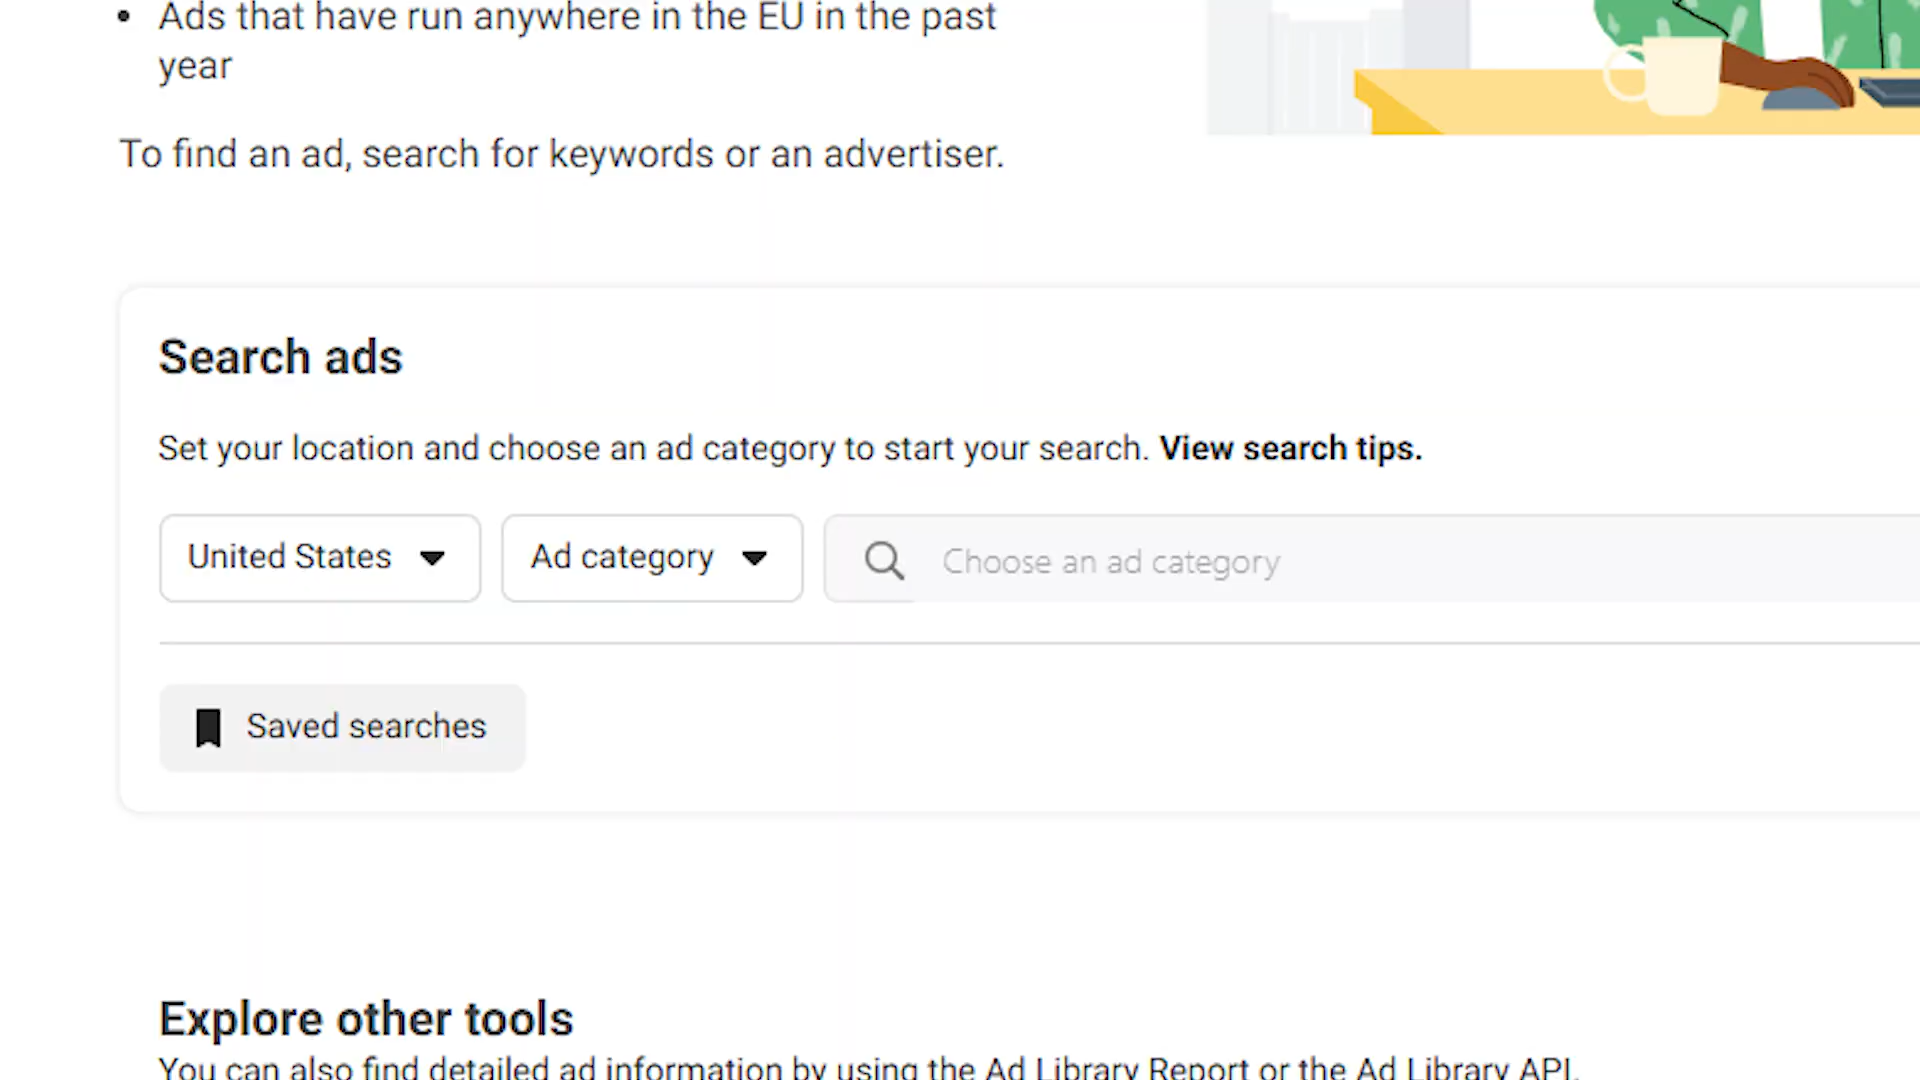 • Ads that have run anywhere in the EU in the past
year
To find an ad, search for keywords or an advertiser.
Search ads
Set your location and choose an ad category to start your search. View search tips.
United States
Ad category
Choose an ad category
Saved searches
Explore other tools
You can also find detailed ad information by using the Ad Library Report or the Ad Library API.